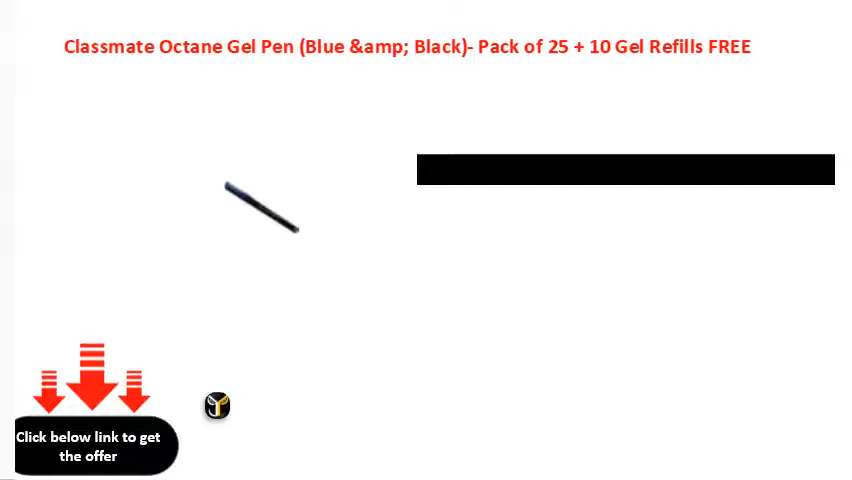 Classmate Octane Gel Pen (Blue &amp; Black)- Pack of 25 + 10 Gel Refills FREE
Click below link to get
the offer